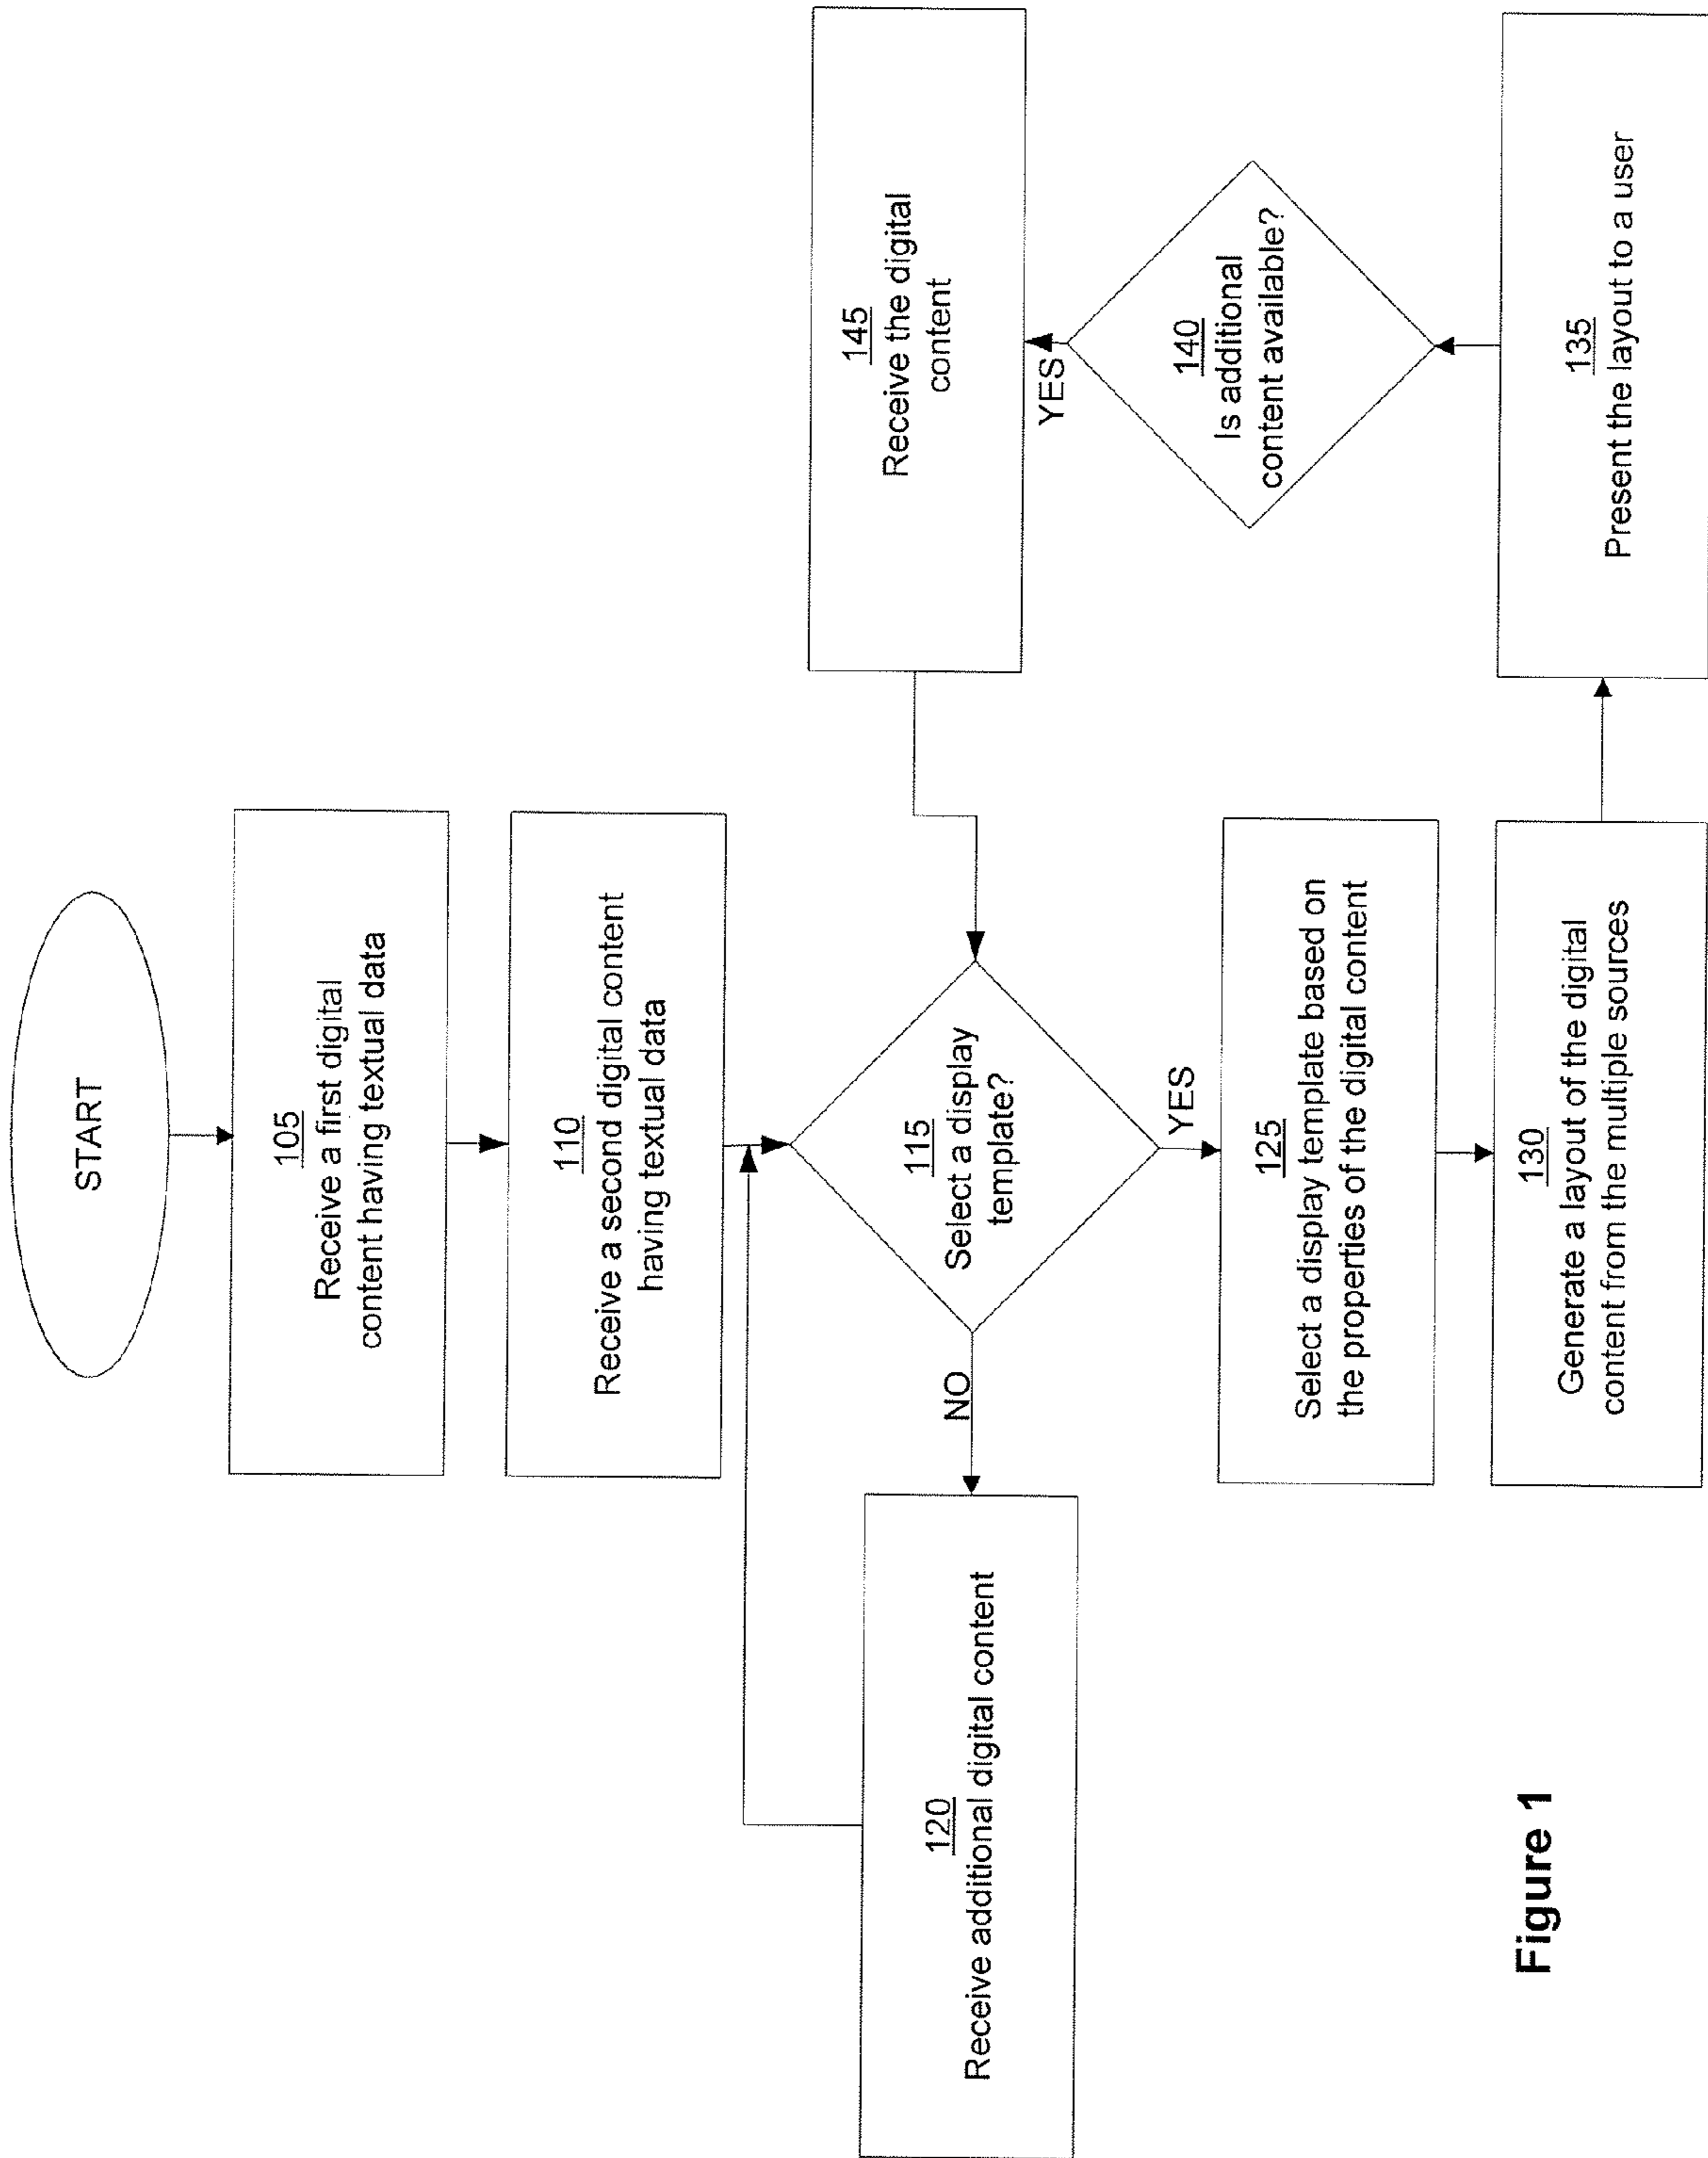 START
105
Receive a first digital
content having textual data
110
Receive a second digital content
having textual data
115
Select a display
template?
NO
120
Receive additional digital content
YES
125
Select a display template based on
the properties of the digital content
130
Generate a layout of the digital
content from the multiple sources
135
Present the layout to a user
140
Is additional
content available?
YES
145
Receive the digital
content
Figure 1